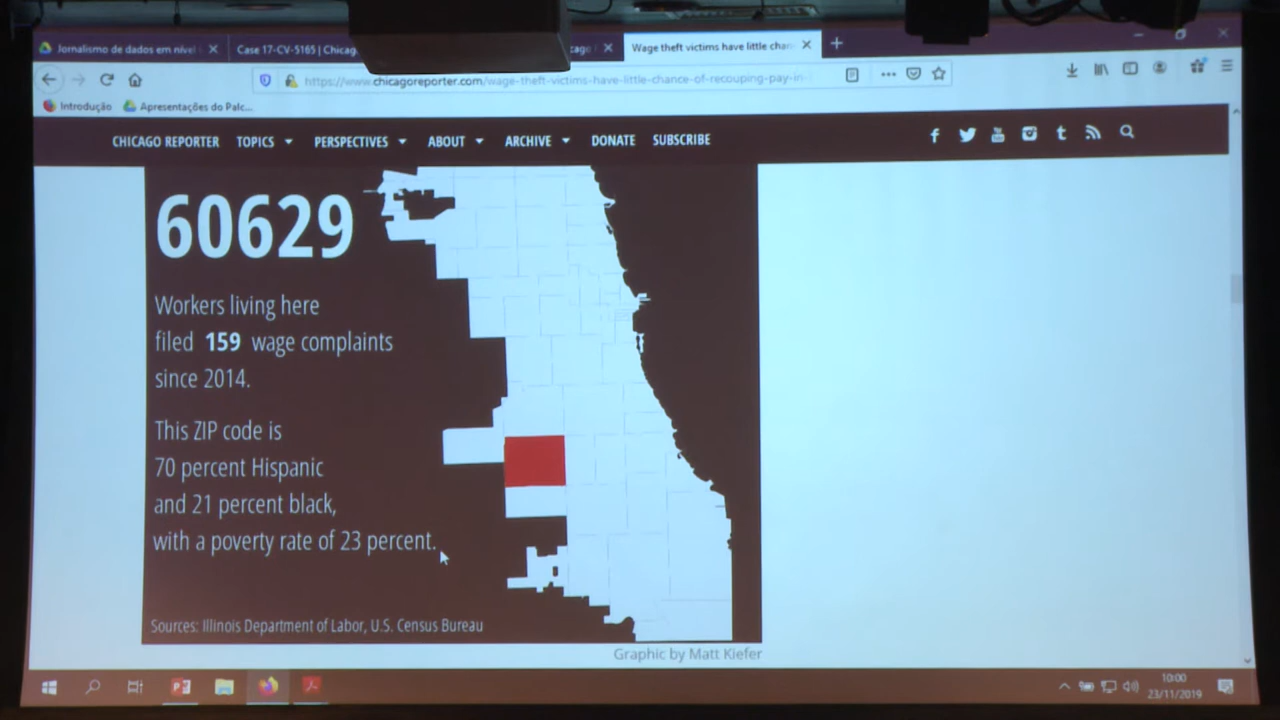 Jornalismo de dados em nível
Case 17-CV-5165 | Chicag
Wage theft victims have little chan
https://www.chicagoreporter.com/wage-theft-victims-have-little-chance-of-recouping-pay-in-
Introdução
Apresentações do Palc...
CHICAGO REPORTER
TOPICS
PERSPECTIVES
ABOUT
ARCHIVE
DONATE
SUBSCRIBE
60629
Workers living here
filed 159 wage complaints
since 2014.
This ZIP code is
70 percent Hispanic
and 21 percent black,
with a poverty rate of 23 percent.
Sources: Illinois Department of Labor, U.S. Census Bureau
Graphic by Matt Kiefer
10:00
23/11/2019